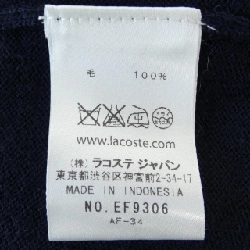 毛 100%
www.lacoste.com
(株) ラコステ ジャパン
東京都渋谷区神宮前2-34-17
MADE IN INDONESIA
NO. EF9306
AF-34